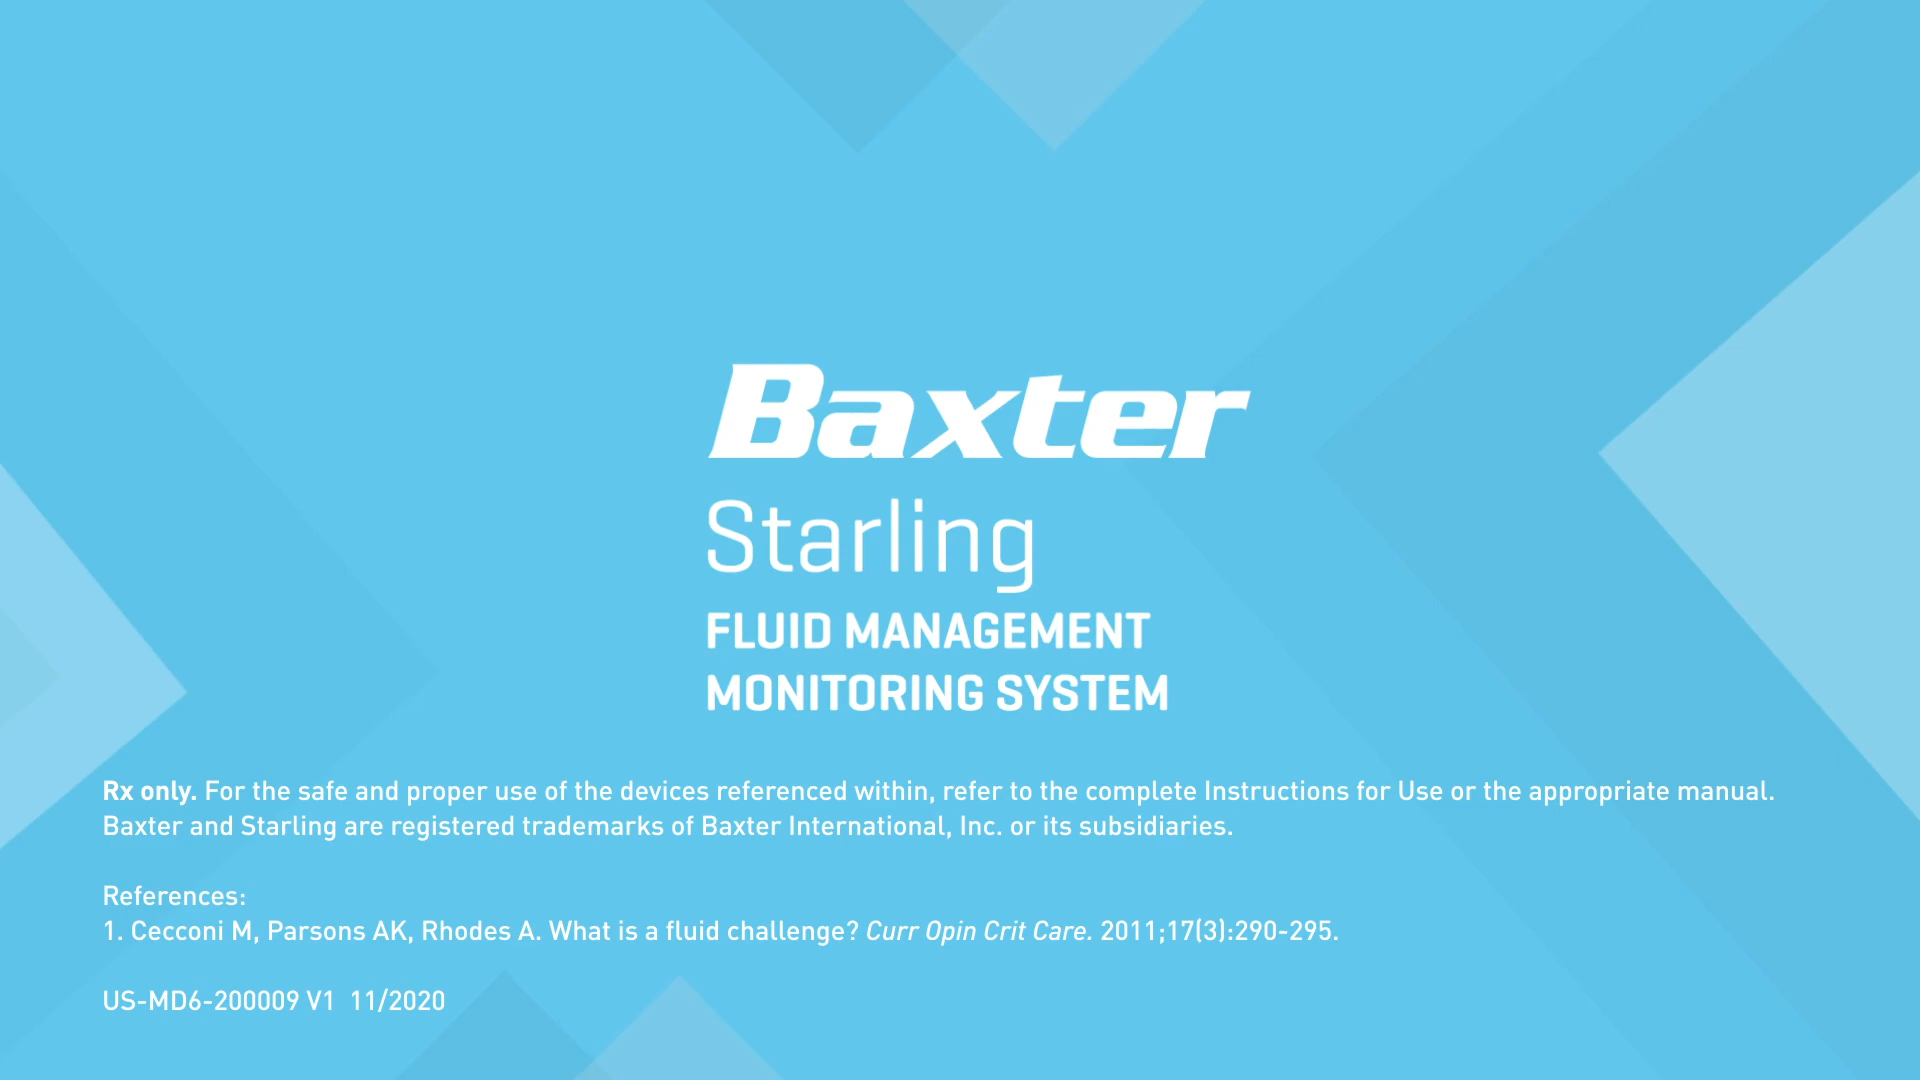 Baxter
Starling
FLUID MANAGEMENT
MONITORING SYSTEM
Rx only. For the safe and proper use of the devices referenced within, refer to the complete Instructions for Use or the appropriate manual.
Baxter and Starling are registered trademarks of Baxter International, Inc. or its subsidiaries.
References:
1. Cecconi M, Parsons AK, Rhodes A. What is a fluid challenge? Curr Opin Crit Care. 2011;17(3):290-295.
US-MD6-200009 V1  11/2020